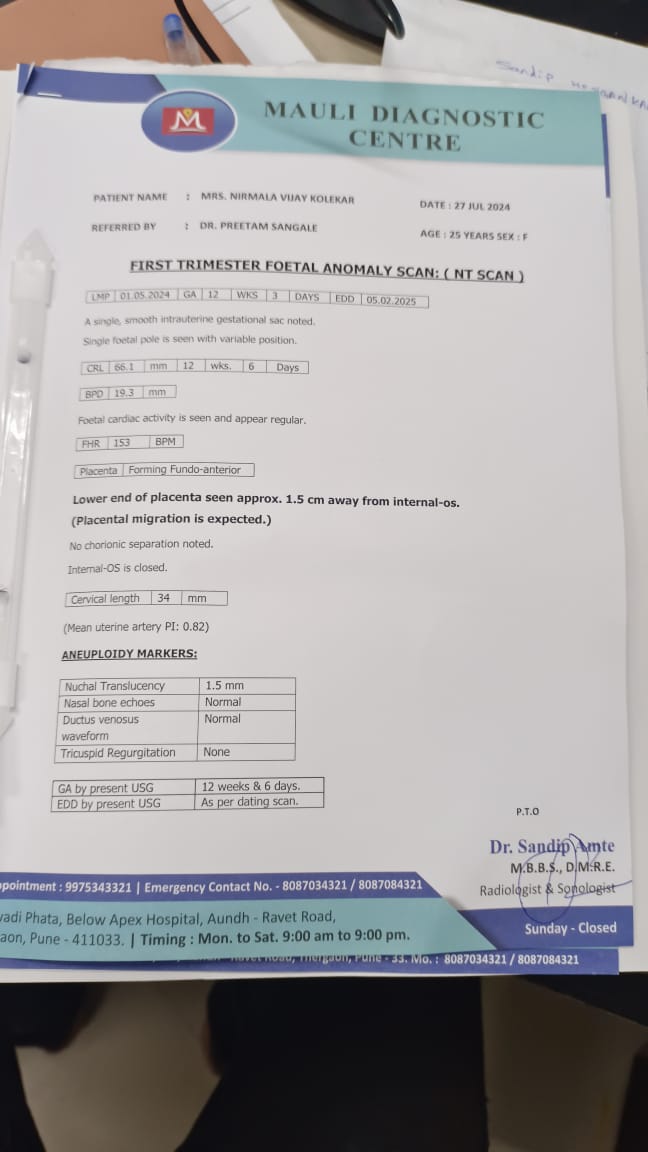 Sandip
M
MAULI DIAGNOSTIC
CENTRE
PATIENT NAME : MRS. NIRMALA VIJAY KOLEKAR
DATE : 27 JUL 2024
REFERRED BY : DR. PREETAM SANGALE
AGE : 25 YEARS SEX : F
FIRST TRIMESTER FOETAL ANOMALY SCAN: ( NT SCAN )
LMP 01.05.2024 GA 12 WKS 3 DAYS EDD 05.02.2025
A single, smooth intrauterine gestational sac noted.
Single foetal pole is seen with variable position.
CRL 66.1 mm 12 wks. 6 Days
BPD 19.3 mm
Foetal cardiac activity is seen and appear regular.
FHR 153 BPM
Placenta Forming Fundo-anterior
Lower end of placenta seen approx. 1.5 cm away from internal-os.
(Placental migration is expected.)
No chorionic separation noted.
Internal-OS is closed.
Cervical length 34 mm
(Mean uterine artery PI: 0.82)
ANEUPLOIDY MARKERS:
Nuchal Translucency 1.5 mm
Nasal bone echoes Normal
Ductus venosus waveform Normal
Tricuspid Regurgitation None
GA by present USG 12 weeks & 6 days.
EDD by present USG As per dating scan.
P.T.O
Dr. Sandip Amte
M.B.B.S., D.M.R.E.
Radiologist & Sonologist
ppointment : 9975343321 | Emergency Contact No. - 8087034321 / 8087084321
vadi Phata, Below Apex Hospital, Aundh - Ravet Road,
aon, Pune - 411033. | Timing : Mon. to Sat. 9:00 am to 9:00 pm.
Sunday - Closed
Road, Thergaon, Pune - 33. Mo. : 8087034321 / 8087084321